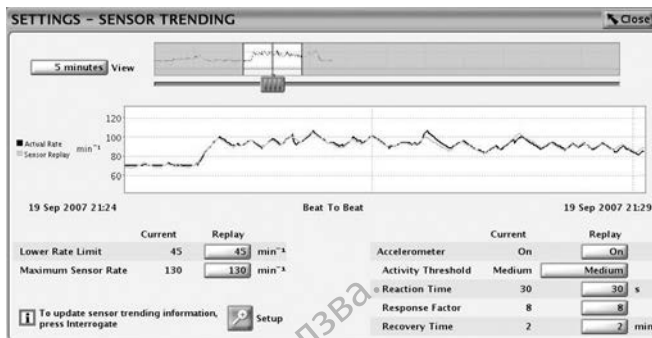 SETTINGS - SENSOR TRENDING
Close
5 minutes View
120
100
80
60
min⁻¹
Actual Rate
Sensor Replay
19 Sep 2007 21:24 Beat To Beat 19 Sep 2007 21:29
Current Replay
Lower Rate Limit 45 45 min⁻¹
Maximum Sensor Rate 130 130 min⁻¹
To update sensor trending information,
press Interrogate
Setup
Current Replay
Accelerometer On On
Activity Threshold Medium Medium
Reaction Time 30 30 s
Response Factor 8 8
Recovery Time 2 2 min